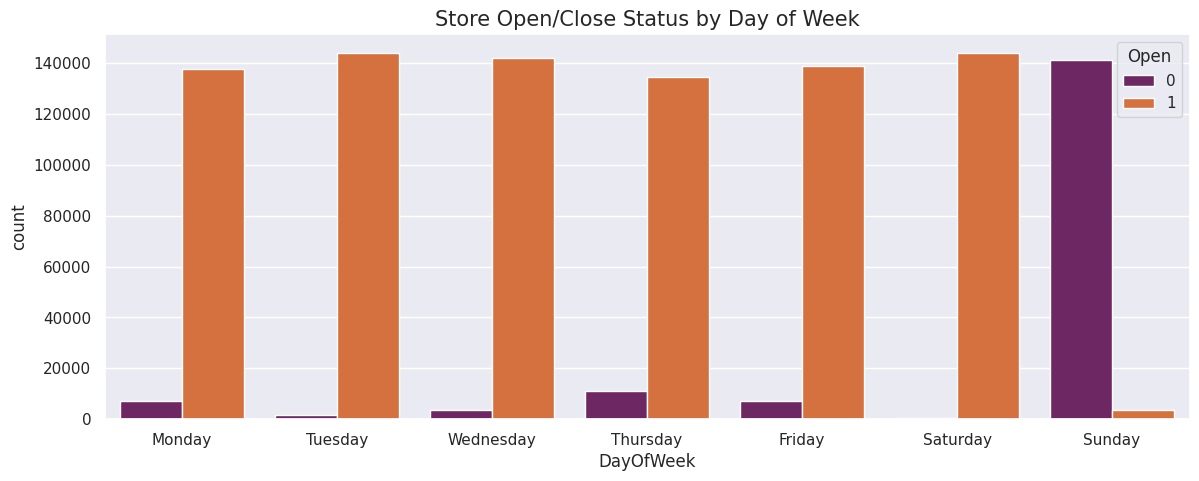 Store Open/Close Status by Day of Week
Open
0
1
140000
120000
100000
80000
60000
40000
20000
0
count
Monday Tuesday Wednesday Thursday Friday Saturday Sunday
DayOfWeek